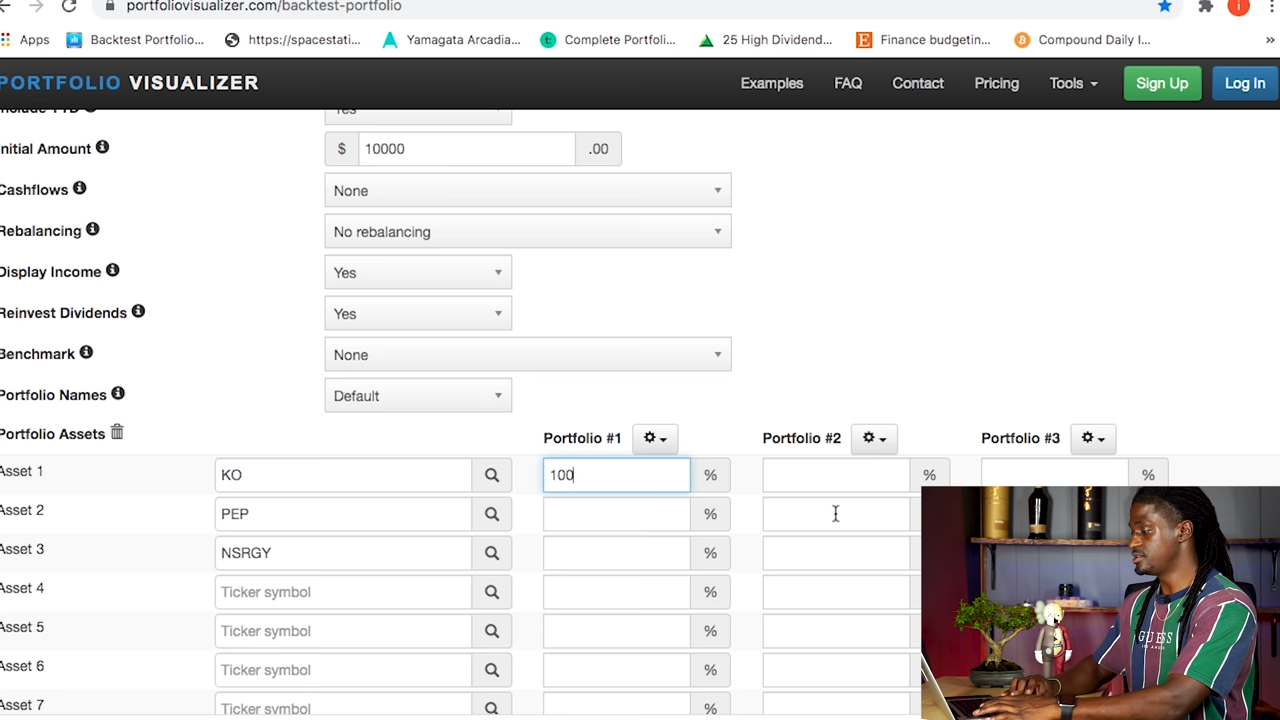 portfoliovisualizer.com/backtest-portfolio
Apps Backtest Portfolio... https://spacestati... Yamagata Arcadia... Complete Portfoli... 25 High Dividend... Finance budgetin... Compound Daily I... »
PORTFOLIO VISUALIZER Examples FAQ Contact Pricing Tools Sign Up Log In
Yes
Initial Amount $ 10000 .00
Cashflows None
Rebalancing No rebalancing
Display Income Yes
Reinvest Dividends Yes
Benchmark None
Portfolio Names Default
Portfolio Assets Portfolio #1 Portfolio #2 Portfolio #3
Asset 1 KO 100 % % %
Asset 2 PEP %
Asset 3 NSRGY %
Asset 4 Ticker symbol %
Asset 5 Ticker symbol %
Asset 6 Ticker symbol %
Asset 7 Ticker symbol %
GUESS